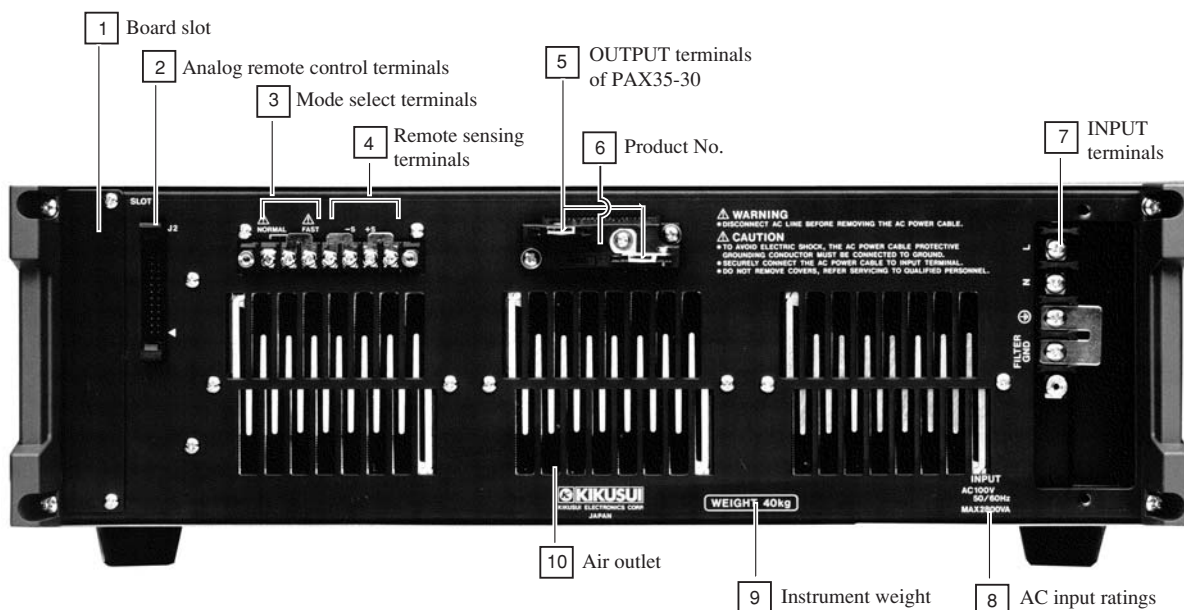 1 Board slot
2 Analog remote control terminals
3 Mode select terminals
4 Remote sensing
terminals
5 OUTPUT terminals
of PAX35-30
6 Product No.
7 INPUT
terminals
SLOT
J2
NORMAL
FAST
-S
+S
WARNING
DISCONNECT AC LINE BEFORE REMOVING THE AC POWER CABLE.
CAUTION
TO AVOID ELECTRIC SHOCK, THE AC POWER CABLE PROTECTIVE
GROUNDING CONDUCTOR MUST BE CONNECTED TO GROUND.
SECURELY CONNECT THE AC POWER CABLE TO INPUT TERMINAL.
DO NOT REMOVE COVERS, REFER SERVICING TO QUALIFIED PERSONNEL.
L
N
FILTER
GND
KIKUSUI
KIKUSUI ELECTRONICS CORP.
JAPAN
WEIGHT 40kg
INPUT
AC100V
50/60Hz
10 Air outlet
9 Instrument weight
8 AC input ratings